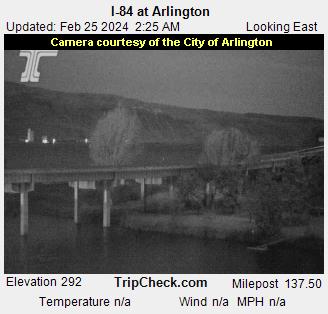 I-84 at Arlington
Updated: Feb 25 2024 2:25 AM Looking East
Camera courtesy of the City of Arlington
Elevation 292 TripCheck.com Milepost 137.50
Temperature n/a Wind n/a MPH n/a